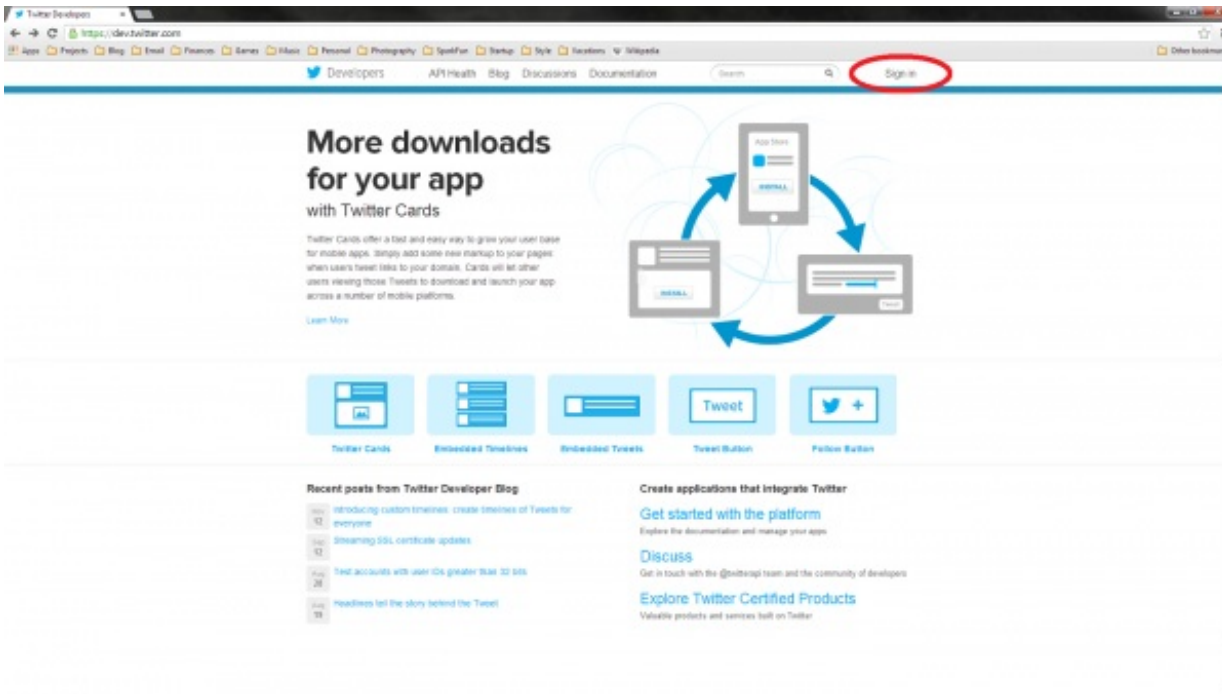 Twitter Developers
https://dev.twitter.com
Apps Projects Blog Email Finances Games Music Personal Photography SparkFun Startup Style Vacations Wikipedia Other bookmar
Developers API Health Blog Discussions Documentation Search Sign in
More downloads
for your app
with Twitter Cards
Twitter Cards offer a fast and easy way to grow your user base
for mobile apps. Simply add some new markup to your pages
when users tweet links to your domain, Cards will let other
users viewing those Tweets to download and launch your app
across a number of mobile platforms.
Learn More
App Store
INSTALL
INSTALL
Tweet
Tweet
Twitter Cards Embedded Timelines Embedded Tweets Tweet Button Follow Button
Recent posts from Twitter Developer Blog
Nov 12 Introducing custom timelines: create timelines of Tweets for
everyone
12 Streaming SSL certificate updates
Aug 20 Test accounts with user IDs greater than 32 bits
Aug 19 Headlines tell the story behind the Tweet
Create applications that integrate Twitter
Get started with the platform
Explore the documentation and manage your apps
Discuss
Get in touch with the @twitterapi team and the community of developers
Explore Twitter Certified Products
Valuable products and services built on Twitter